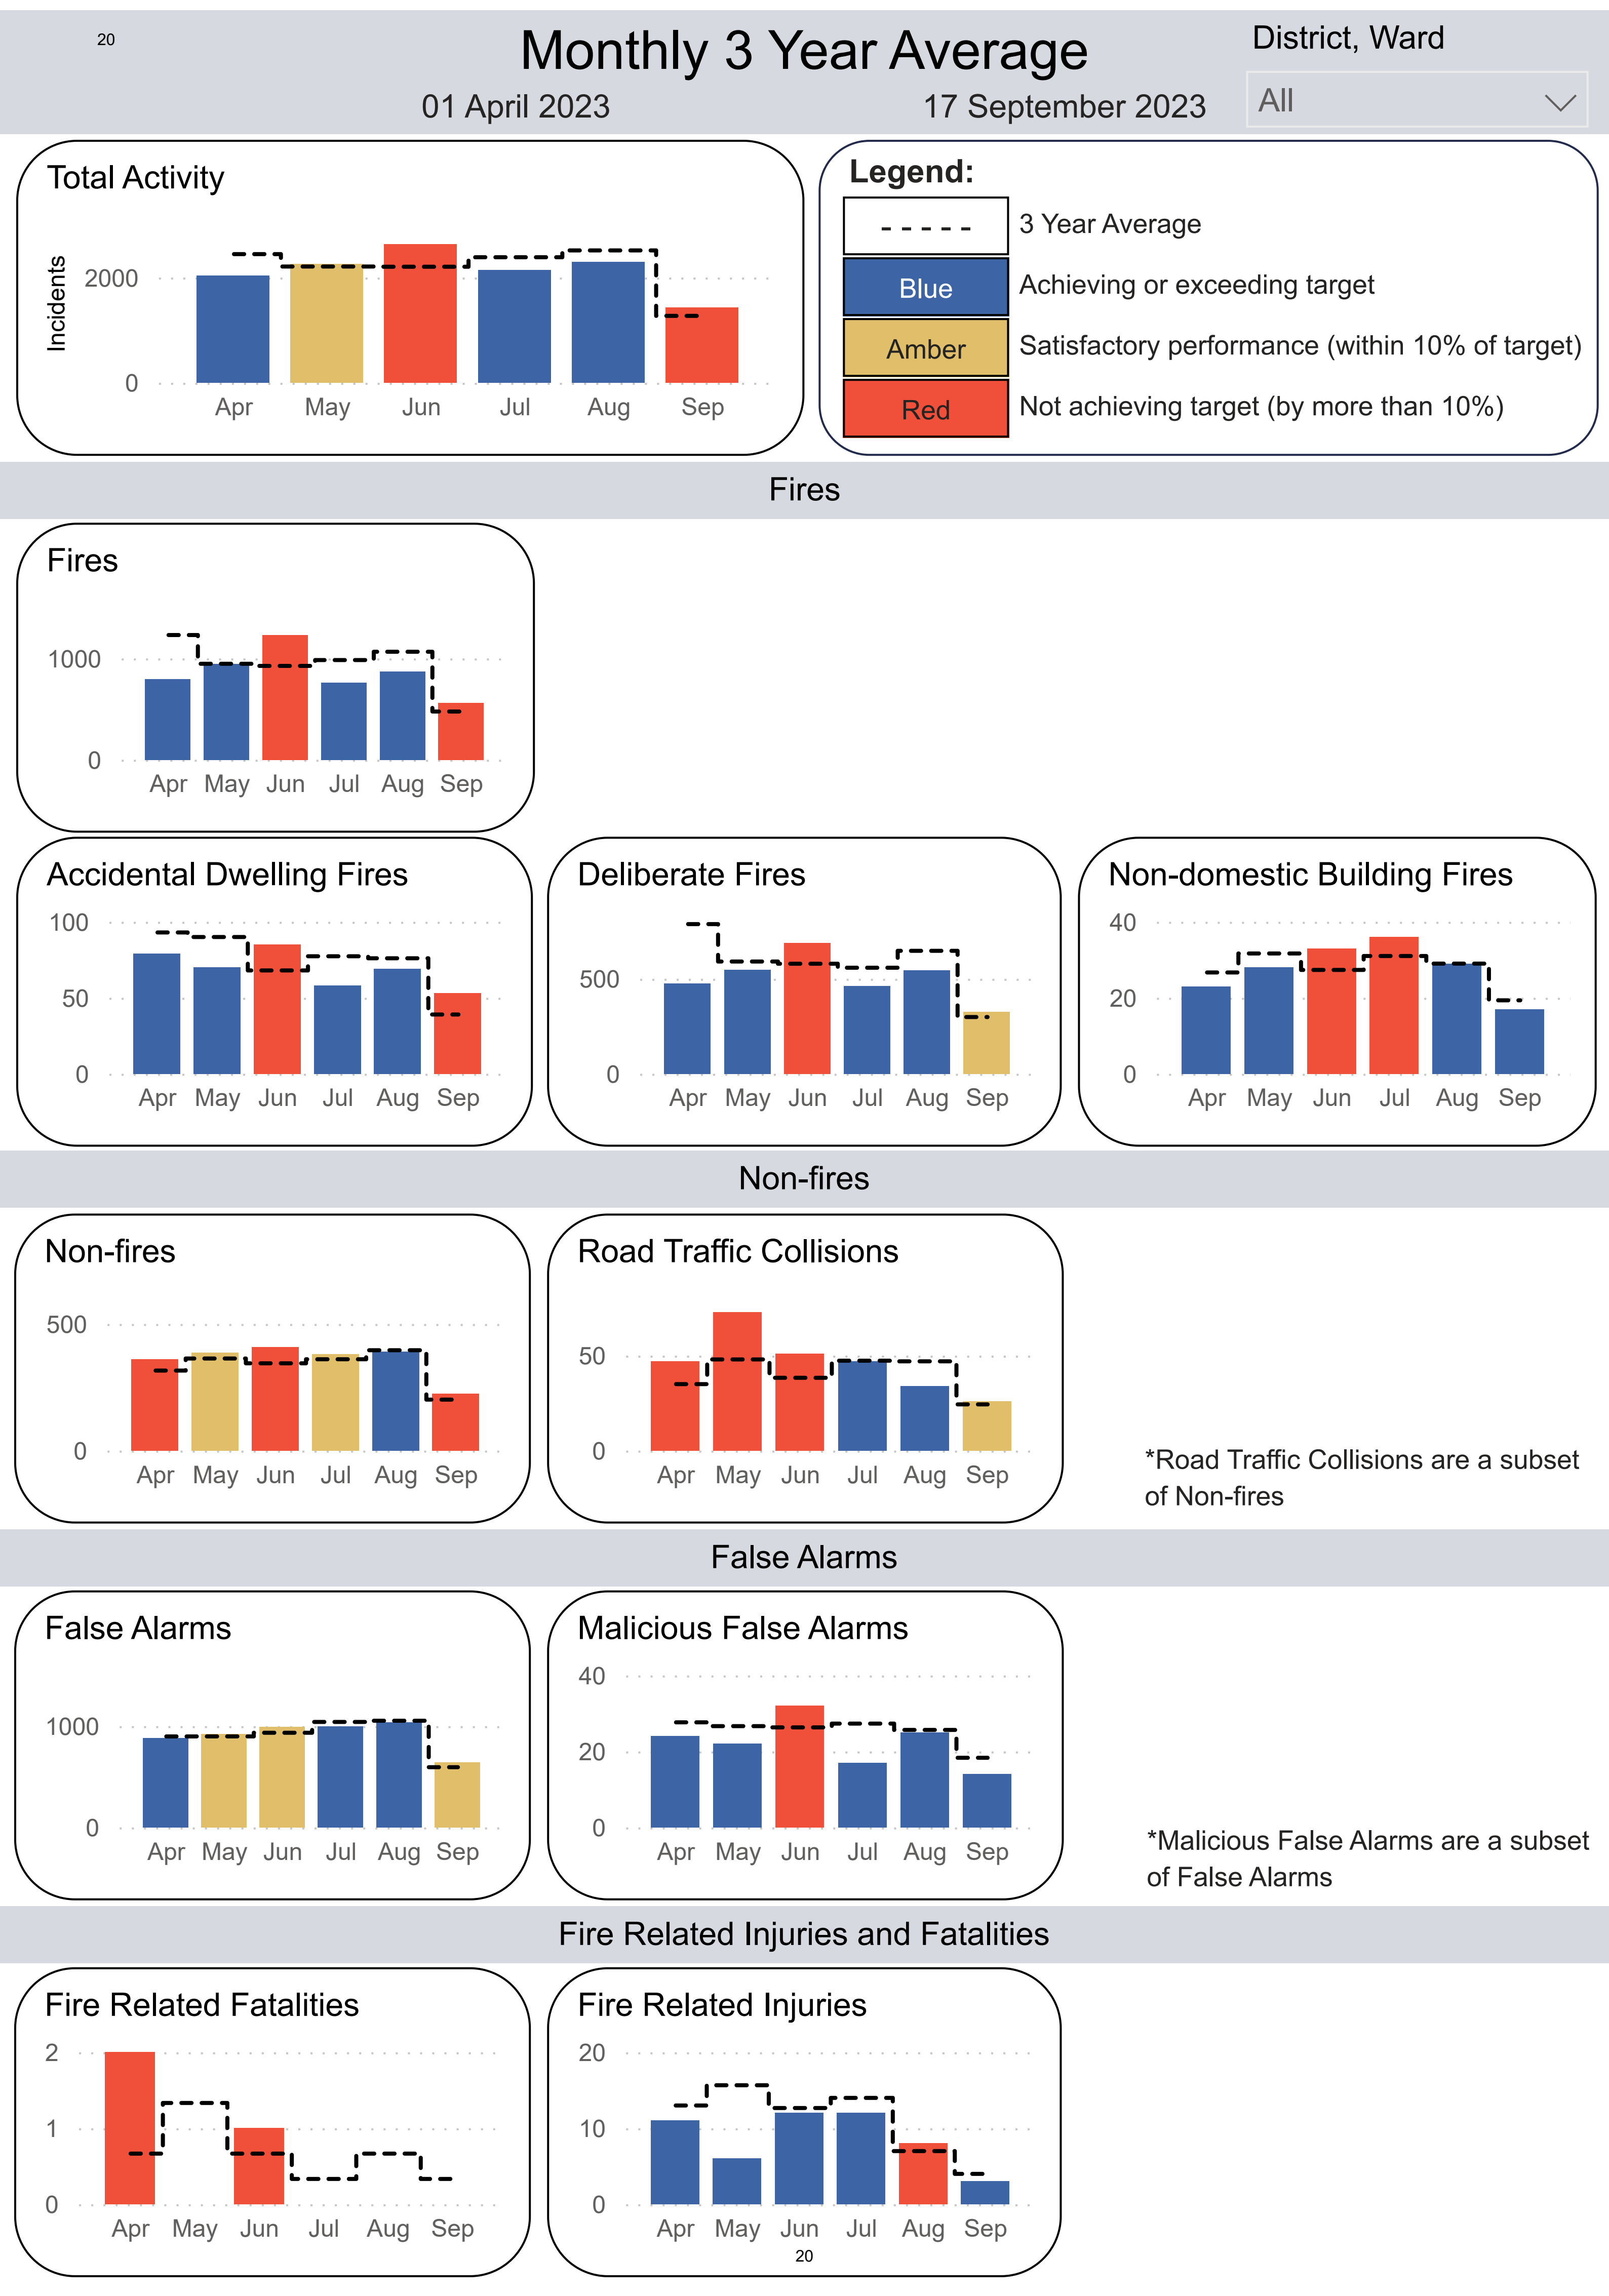 20
Monthly 3 Year Average
District, Ward
01 April 2023
17 September 2023
All
Total Activity
Incidents
2000
0
Apr May Jun Jul Aug Sep
Legend:
3 Year Average
Blue Achieving or exceeding target
Amber Satisfactory performance (within 10% of target)
Red Not achieving target (by more than 10%)
Fires
Fires
1000
0
Apr May Jun Jul Aug Sep
Accidental Dwelling Fires
100
50
0
Apr May Jun Jul Aug Sep
Deliberate Fires
500
0
Apr May Jun Jul Aug Sep
Non-domestic Building Fires
40
20
0
Apr May Jun Jul Aug Sep
Non-fires
Non-fires
500
0
Apr May Jun Jul Aug Sep
Road Traffic Collisions
50
0
Apr May Jun Jul Aug Sep
*Road Traffic Collisions are a subset
of Non-fires
False Alarms
False Alarms
1000
0
Apr May Jun Jul Aug Sep
Malicious False Alarms
40
20
0
Apr May Jun Jul Aug Sep
*Malicious False Alarms are a subset
of False Alarms
Fire Related Injuries and Fatalities
Fire Related Fatalities
2
1
0
Apr May Jun Jul Aug Sep
Fire Related Injuries
20
10
0
Apr May Jun Jul Aug Sep
20